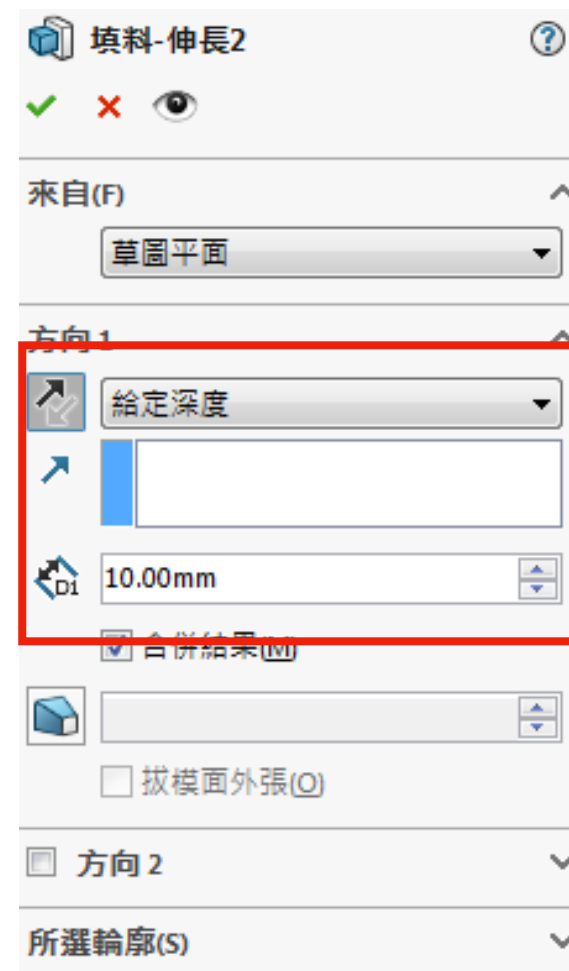 填料-伸長2
來自(F)
草圖平面
方向 1
給定深度
D1
10.00mm
合併結果(M)
拔模面外張(O)
方向 2
所選輪廓(S)